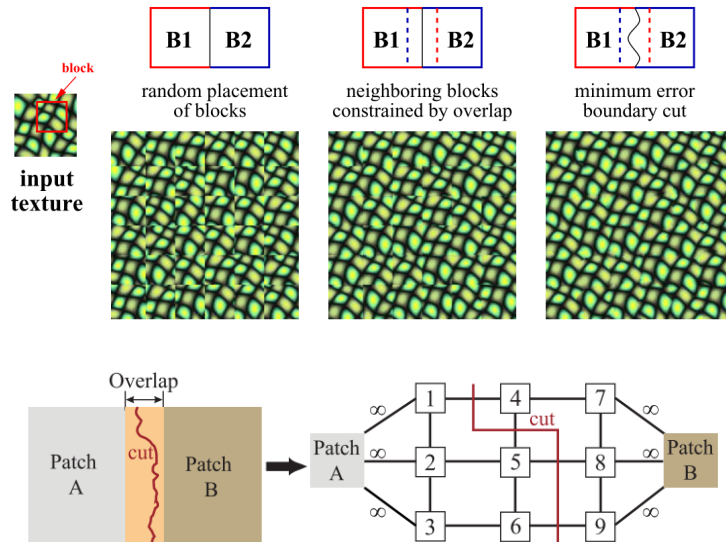 B1 B2
B1 B2
B1 B2
block
random placement
of blocks
neighboring blocks
constrained by overlap
minimum error
boundary cut
input
texture
Overlap
Patch
A
cut
Patch
B
Patch
A
∞
∞
∞
1
4
7
cut
2
5
8
3
6
9
∞
∞
∞
Patch
B